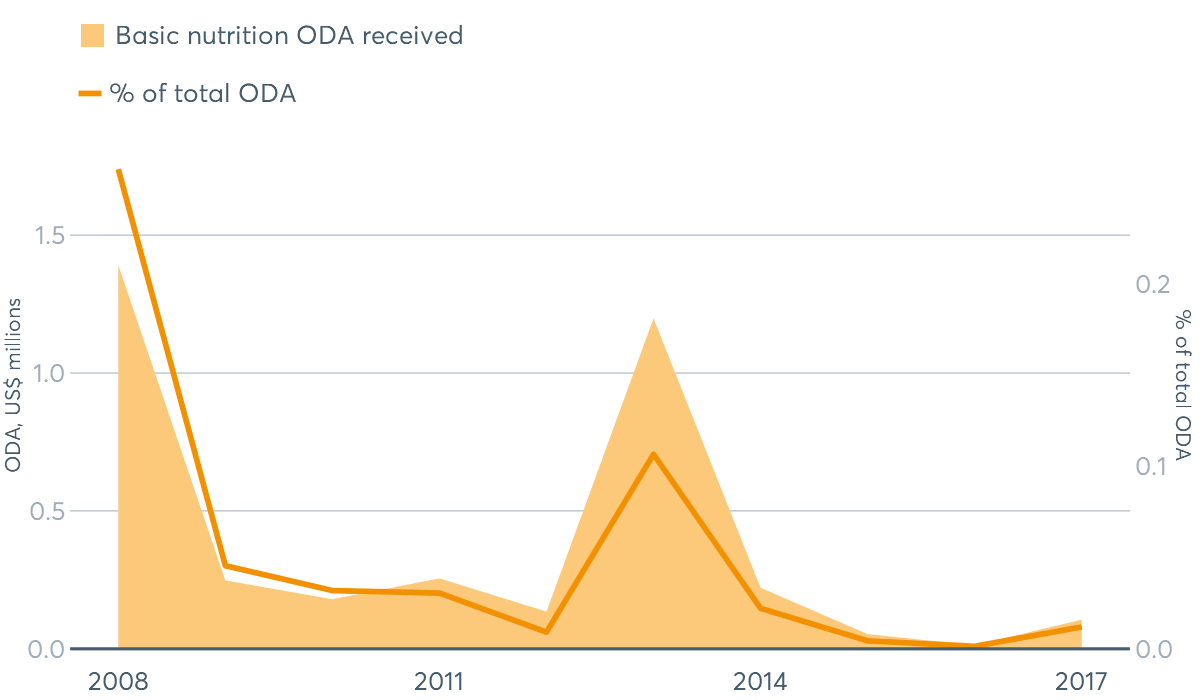 Basic nutrition ODA received
% of total ODA
1.5
1.0
0.5
0.0
ODA, US$ millions
0.2
0.1
0.0
% of total ODA
2008
2011
2014
2017